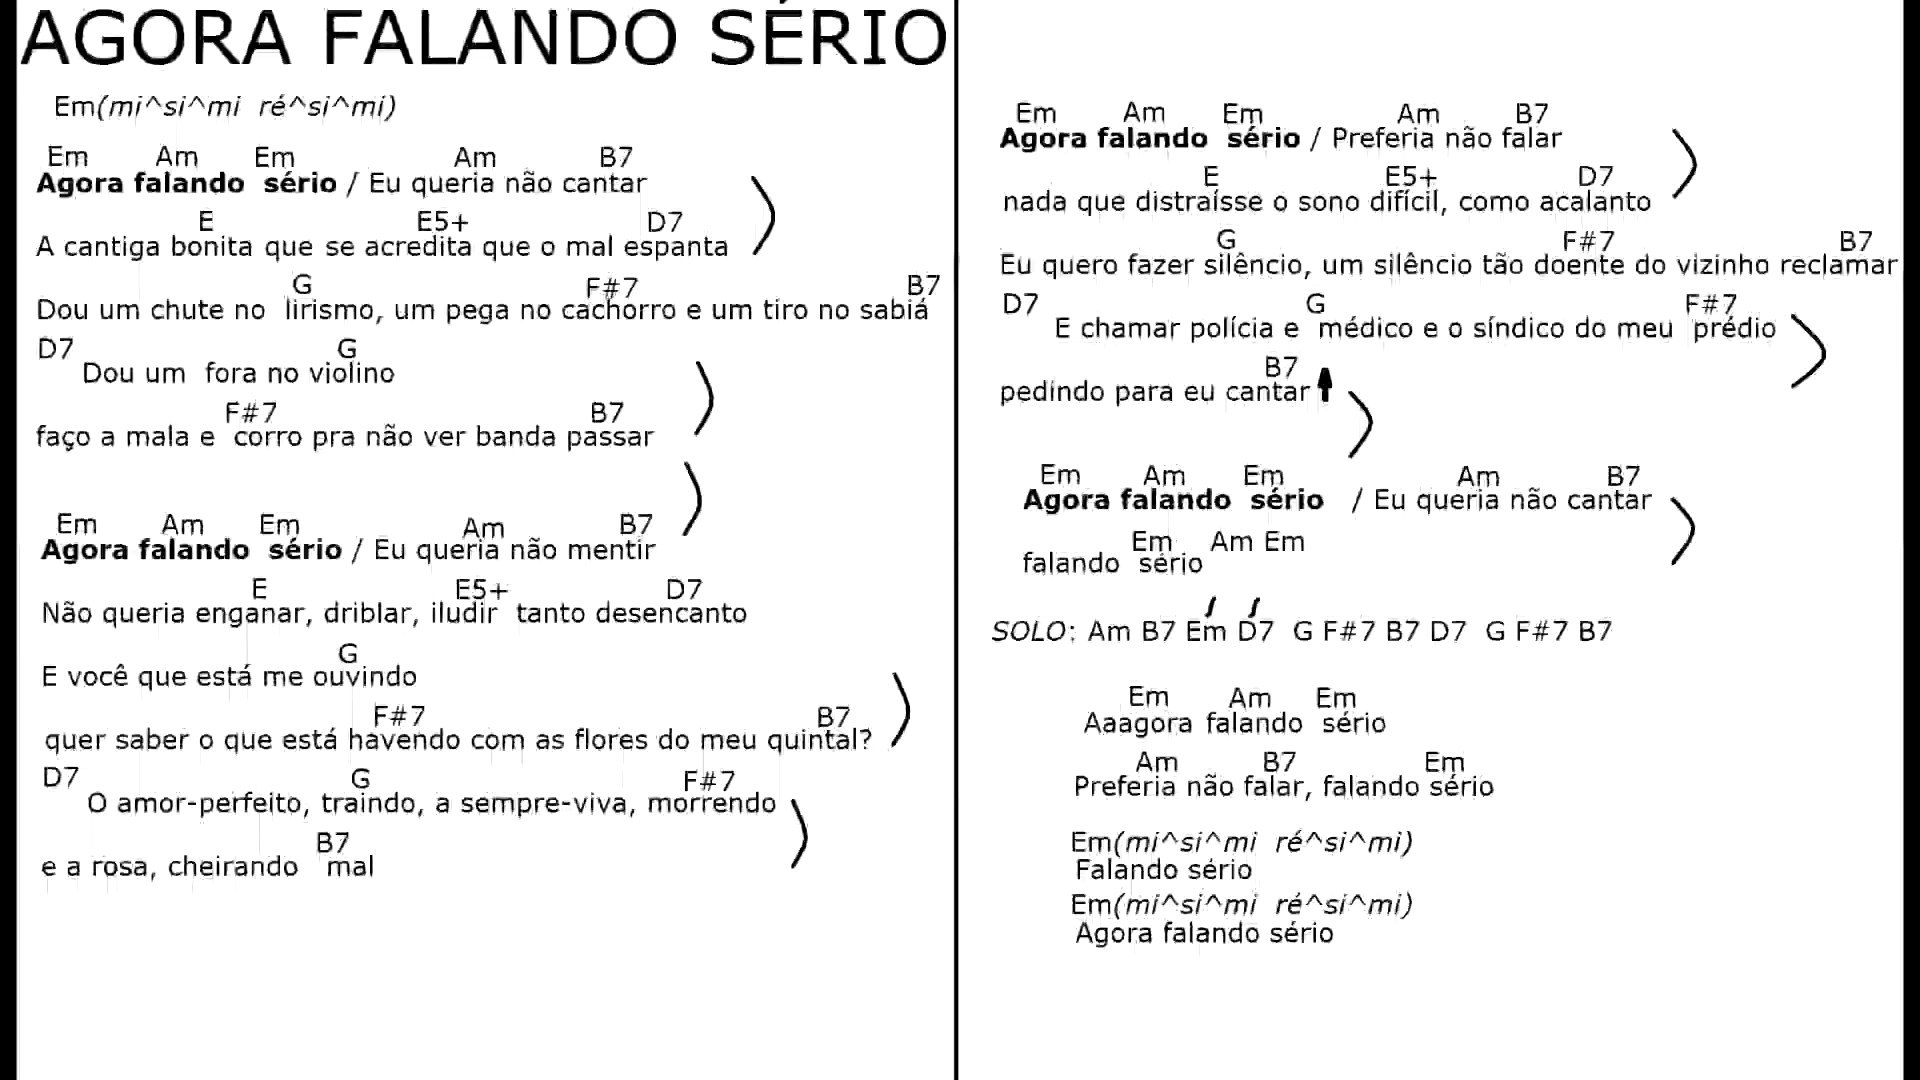 AGORA FALANDO SÉRIO
Em(mi^si^mi ré^si^mi)
Em Am Em Am B7
Agora falando sério / Eu queria não cantar
E E5+ D7
A cantiga bonita que se acredita que o mal espanta
G F#7 B7
Dou um chute no lirismo, um pega no cachorro e um tiro no sabiá
D7 G
Dou um fora no violino
F#7 B7
faço a mala e corro pra não ver banda passar
Em Am Em Am B7
Agora falando sério / Eu queria não mentir
E E5+ D7
Não queria enganar, driblar, iludir tanto desencanto
G
E você que está me ouvindo
F#7 B7
quer saber o que está havendo com as flores do meu quintal?
D7 G F#7
O amor-perfeito, traindo, a sempre-viva, morrendo
B7
e a rosa, cheirando mal
Em Am Em Am B7
Agora falando sério / Preferia não falar
E E5+ D7
nada que distraísse o sono difícil, como acalanto
G F#7 B7
Eu quero fazer silêncio, um silêncio tão doente do vizinho reclamar
D7 G F#7
E chamar polícia e médico e o síndico do meu prédio
B7
pedindo para eu cantar
Em Am Em Am B7
Agora falando sério / Eu queria não cantar
Em Am Em
falando sério
SOLO: Am B7 Em D7 G F#7 B7 D7 G F#7 B7
Em Am Em
Aaagora falando sério
Am B7 Em
Preferia não falar, falando sério
Em(mi^si^mi ré^si^mi)
Falando sério
Em(mi^si^mi ré^si^mi)
Agora falando sério